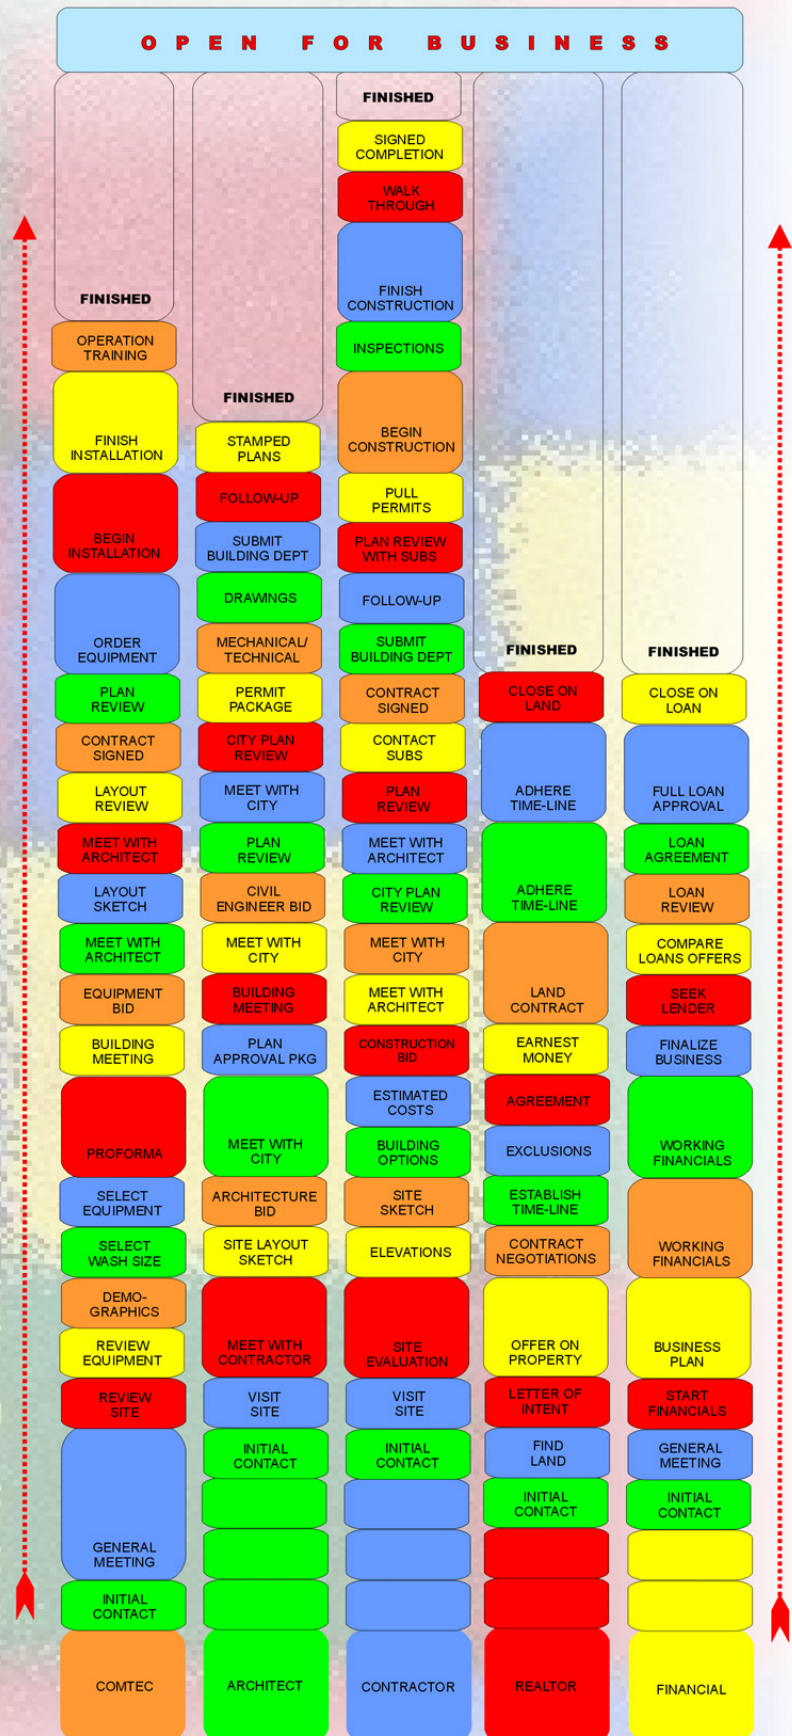 OPEN FOR BUSINESS
FINISHED
OPERATION
TRAINING
FINISH
INSTALLATION
BEGIN
INSTALLATION
ORDER
EQUIPMENT
PLAN
REVIEW
CONTRACT
SIGNED
LAYOUT
REVIEW
MEET WITH
ARCHITECT
LAYOUT
SKETCH
MEET WITH
ARCHITECT
EQUIPMENT
BID
BUILDING
MEETING
PROFORMA
SELECT
EQUIPMENT
SELECT
WASH SIZE
DEMO-
GRAPHICS
REVIEW
EQUIPMENT
REVIEW
SITE
GENERAL
MEETING
INITIAL
CONTACT
COMTEC
FINISHED
STAMPED
PLANS
FOLLOW-UP
SUBMIT
BUILDING DEPT
DRAWINGS
MECHANICAL/
TECHNICAL
PERMIT
PACKAGE
CITY PLAN
REVIEW
MEET WITH
CITY
PLAN
REVIEW
CIVIL
ENGINEER BID
MEET WITH
CITY
BUILDING
MEETING
PLAN
APPROVAL PKG
MEET WITH
CITY
ARCHITECTURE
BID
SITE LAYOUT
SKETCH
MEET WITH
CONTRACTOR
VISIT
SITE
INITIAL
CONTACT
ARCHITECT
FINISHED
SIGNED
COMPLETION
WALK
THROUGH
FINISH
CONSTRUCTION
INSPECTIONS
BEGIN
CONSTRUCTION
PULL
PERMITS
PLAN REVIEW
WITH SUBS
FOLLOW-UP
SUBMIT
BUILDING DEPT
CONTRACT
SIGNED
CONTACT
SUBS
PLAN
REVIEW
MEET WITH
ARCHITECT
CITY PLAN
REVIEW
MEET WITH
CITY
MEET WITH
ARCHITECT
CONSTRUCTION
BID
ESTIMATED
COSTS
BUILDING
OPTIONS
SITE
SKETCH
ELEVATIONS
SITE
EVALUATION
VISIT
SITE
INITIAL
CONTACT
CONTRACTOR
FINISHED
CLOSE ON
LAND
ADHERE
TIME-LINE
ADHERE
TIME-LINE
LAND
CONTRACT
EARNEST
MONEY
AGREEMENT
EXCLUSIONS
ESTABLISH
TIME-LINE
CONTRACT
NEGOTIATIONS
OFFER ON
PROPERTY
LETTER OF
INTENT
FIND
LAND
INITIAL
CONTACT
REALTOR
FINISHED
CLOSE ON
LOAN
FULL LOAN
APPROVAL
LOAN
AGREEMENT
LOAN
REVIEW
COMPARE
LOANS OFFERS
SEEK
LENDER
FINALIZE
BUSINESS
WORKING
FINANCIALS
WORKING
FINANCIALS
BUSINESS
PLAN
START
FINANCIALS
GENERAL
MEETING
INITIAL
CONTACT
FINANCIAL